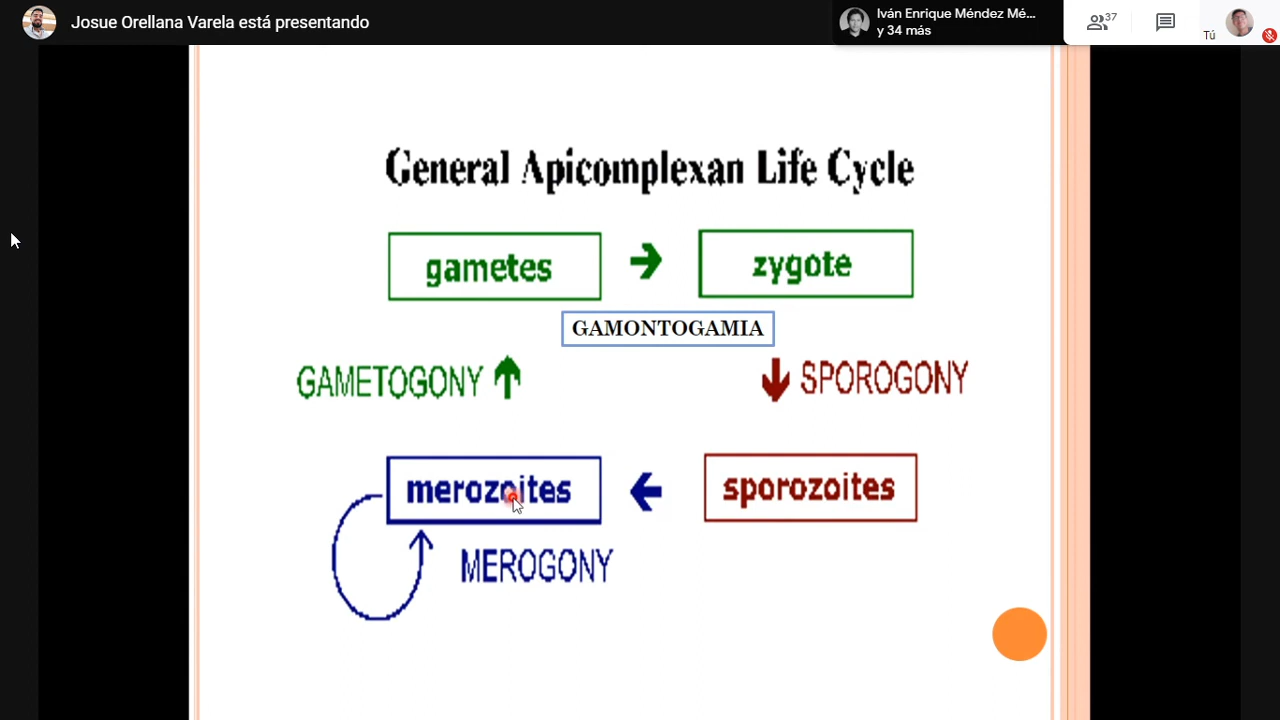 Josue Orellana Varela está presentando
Iván Enrique Méndez Mé...
y 34 más
37
Tú
General Apicomplexan Life Cycle
gametes
zygote
GAMONTOGAMIA
GAMETOGONY
SPOROGONY
merozoites
sporozoites
MEROGONY